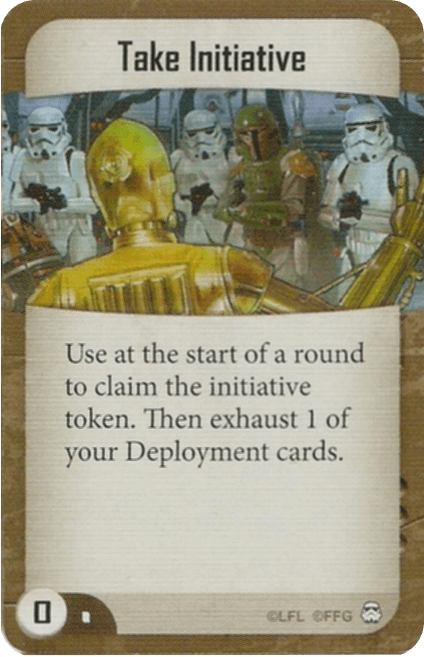 Take Initiative
Use at the start of a round
to claim the initiative
token. Then exhaust 1 of
your Deployment cards.
0
©LFL ©FFG